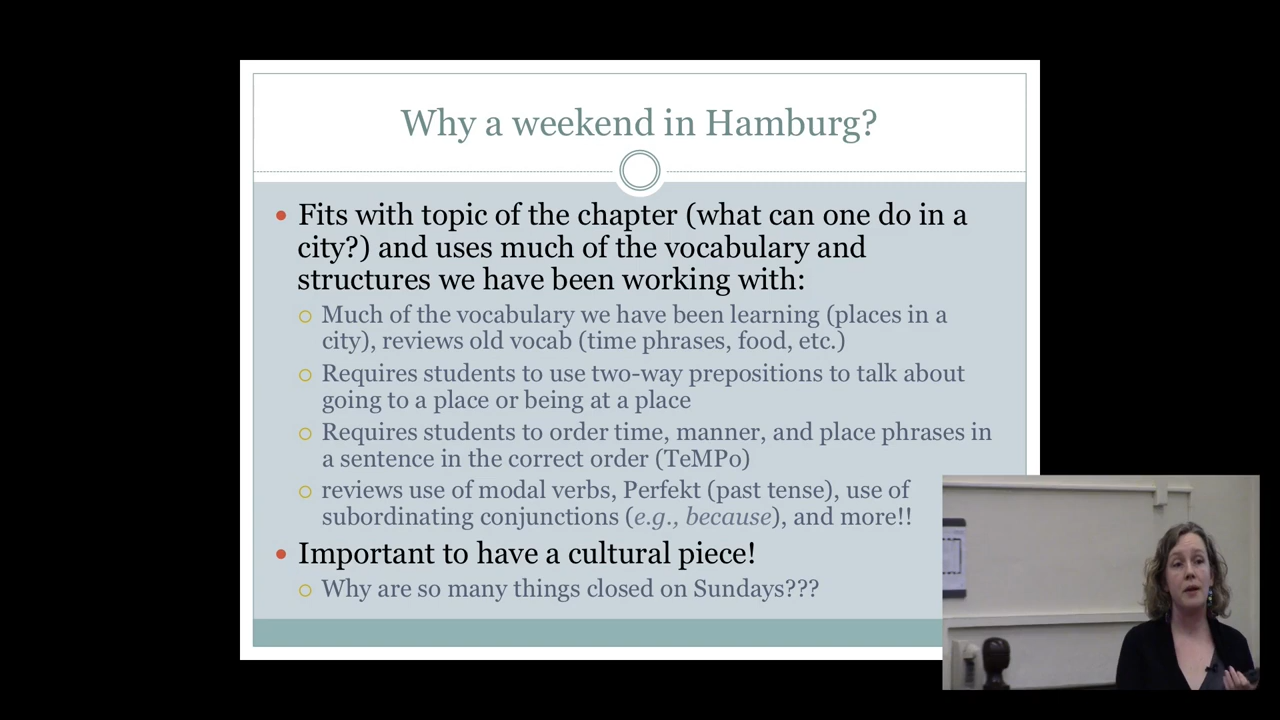 Why a weekend in Hamburg?
Fits with topic of the chapter (what can one do in a
city?) and uses much of the vocabulary and
structures we have been working with:
Much of the vocabulary we have been learning (places in a
city), reviews old vocab (time phrases, food, etc.)
Requires students to use two-way prepositions to talk about
going to a place or being at a place
Requires students to order time, manner, and place phrases in
a sentence in the correct order (TeMPo)
reviews use of modal verbs, Perfekt (past tense), use of
subordinating conjunctions (e.g., because), and more!!
Important to have a cultural piece!
Why are so many things closed on Sundays???